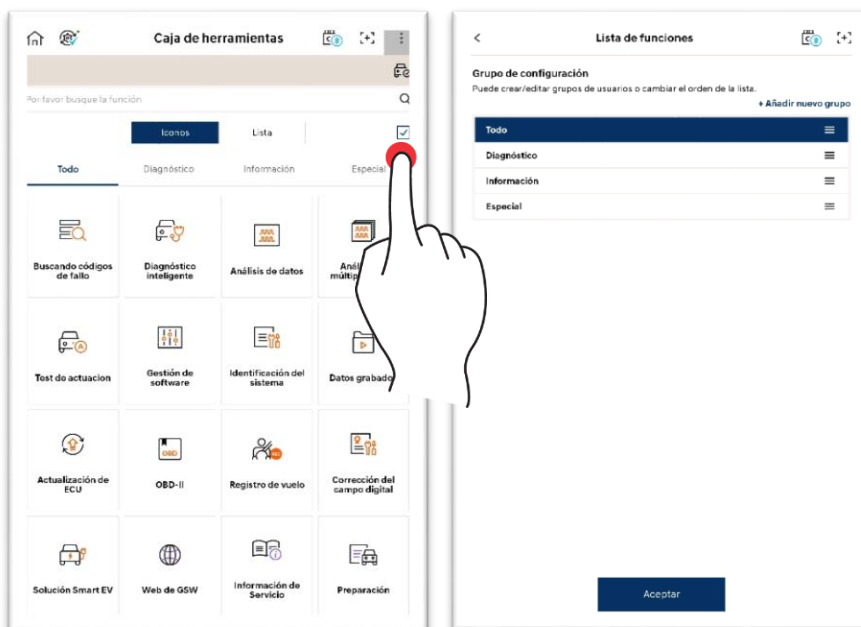 Caja de herramientas
Por favor busque la función
Iconos
Lista
Todo
Diagnóstico
Información
Especial
Buscando códigos
de fallo
Diagnóstico
inteligente
Análisis de datos
Test de actuacion
Gestión de
software
Identificación del
sistema
Datos grabado
Actualización de
ECU
OBD
OBD-II
Registro de vuelo
Corrección del
campo digital
Solución Smart EV
Web de GSW
Información de
Servicio
Preparación
Lista de funciones
Grupo de configuración
Puede crear/editar grupos de usuarios o cambiar el orden de la lista.
+ Añadir nuevo grupo
Todo
Diagnóstico
Información
Especial
Aceptar